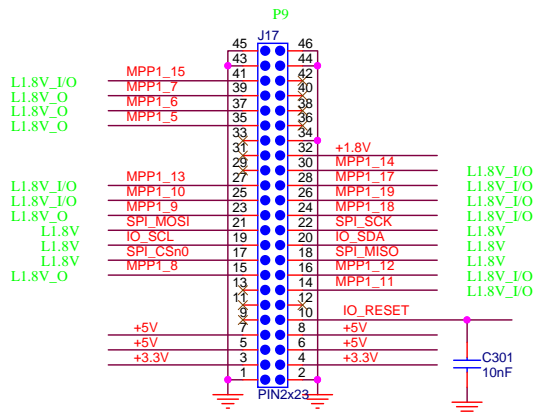 P9
J17
45 46
43 44
MPP1_15 41 42
L1.8V_I/O
MPP1_7 39 40
L1.8V_O
MPP1_6 37 38
L1.8V_O
MPP1_5 35 36
L1.8V_O
33 34
31 32 +1.8V
29 30 MPP1_14
L1.8V_I/O
MPP1_13 27 28 MPP1_17
L1.8V_I/O L1.8V_I/O
MPP1_10 25 26 MPP1_19
L1.8V_I/O L1.8V_I/O
MPP1_9 23 24 MPP1_18
L1.8V_O L1.8V_I/O
SPI_MOSI 21 22 SPI_SCK
L1.8V L1.8V
IO_SCL 19 20 IO_SDA
L1.8V L1.8V
SPI_CSn0 17 18 SPI_MISO
L1.8V L1.8V
MPP1_8 15 16 MPP1_12
L1.8V_O L1.8V_I/O
13 14 MPP1_11
L1.8V_I/O
11 12
9 10 IO_RESET
+5V 7 8 +5V
+5V 5 6 +5V
+3.3V 3 4 +3.3V
C301
10nF
1 2
PIN2x23